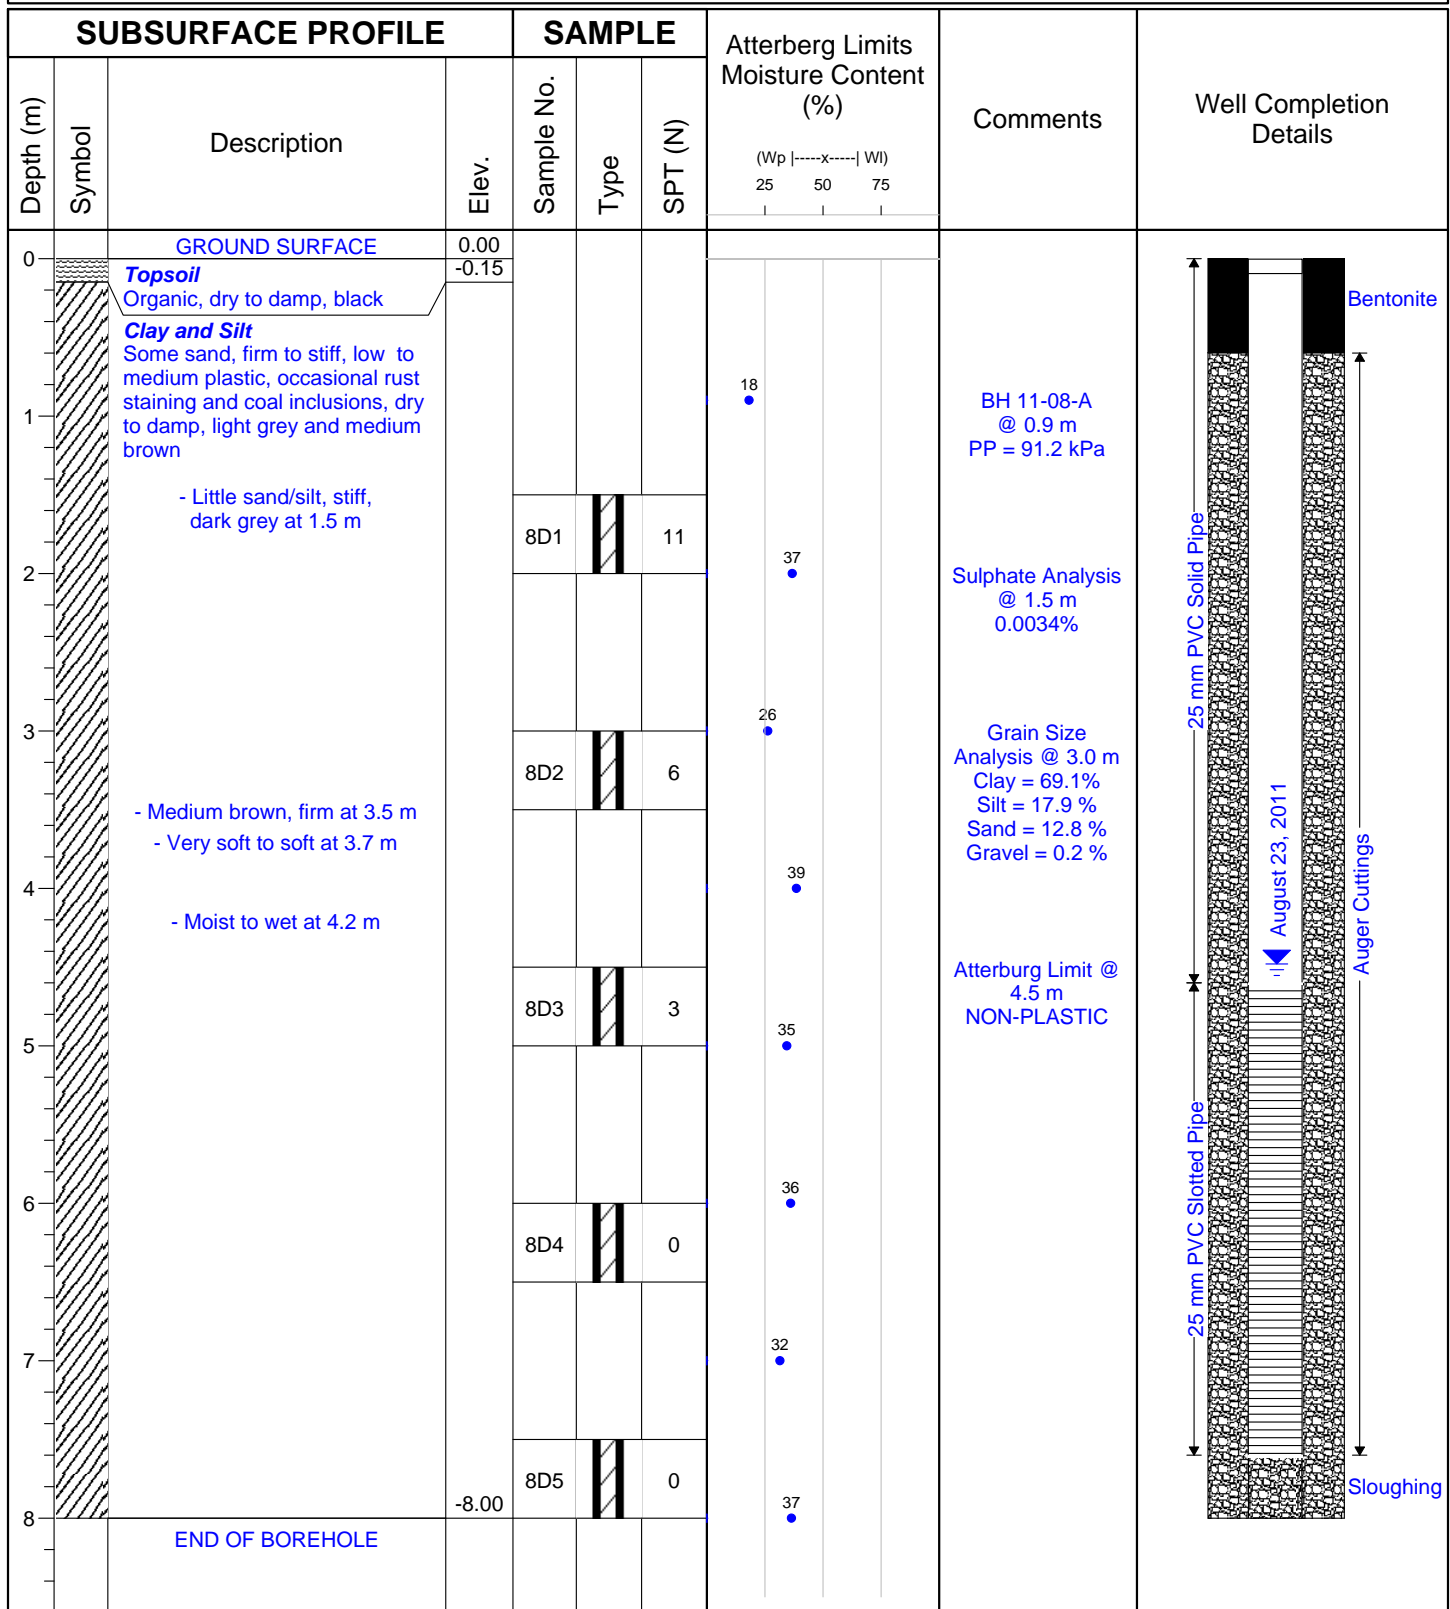 SUBSURFACE PROFILE
SAMPLE
Atterberg Limits
Moisture Content
(%)
(Wp |-----x-----| Wl)
25 50 75
Comments
Well Completion
Details
Depth (m)
Symbol
Description
Elev.
Sample No.
Type
SPT (N)
GROUND SURFACE 0.00
0
-0.15
Topsoil
Organic, dry to damp, black
Bentonite
Clay and Silt
Some sand, firm to stiff, low to
medium plastic, occasional rust
staining and coal inclusions, dry
to damp, light grey and medium
brown
18
BH 11-08-A
@ 0.9 m
PP = 91.2 kPa
1
- Little sand/silt, stiff,
dark grey at 1.5 m
8D1 11
37
2
Sulphate Analysis
@ 1.5 m
0.0034%
25 mm PVC Solid Pipe
26
3
8D2 6
Grain Size
Analysis @ 3.0 m
Clay = 69.1%
Silt = 17.9 %
Sand = 12.8 %
Gravel = 0.2 %
- Medium brown, firm at 3.5 m
- Very soft to soft at 3.7 m
39
4
August 23, 2011
Auger Cuttings
- Moist to wet at 4.2 m
8D3 3
Atterburg Limit @
4.5 m
NON-PLASTIC
35
5
25 mm PVC Slotted Pipe
36
6
8D4 0
32
7
8D5 0
Sloughing
37
-8.00
8
END OF BOREHOLE